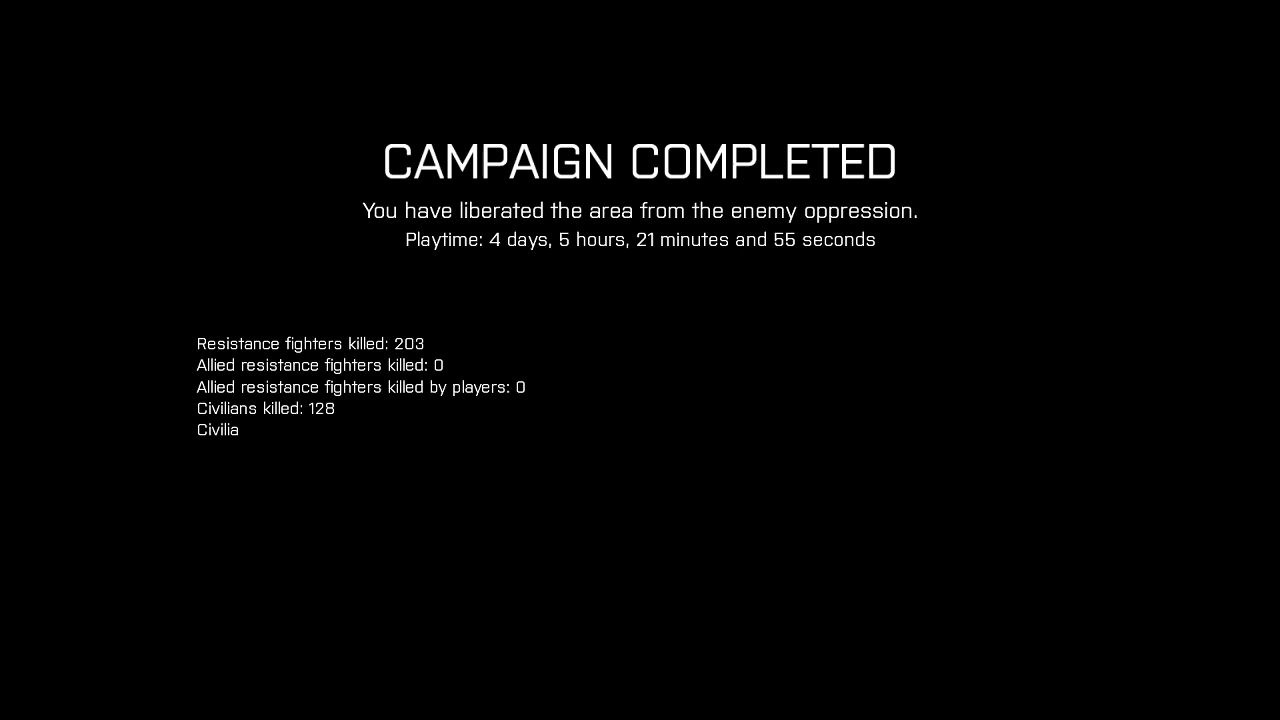 CAMPAIGN COMPLETED
You have liberated the area from the enemy oppression.
Playtime: 4 days, 5 hours, 21 minutes and 55 seconds
Resistance fighters killed: 203
Allied resistance fighters killed: 0
Allied resistance fighters killed by players: 0
Civilians killed: 128
Civilia